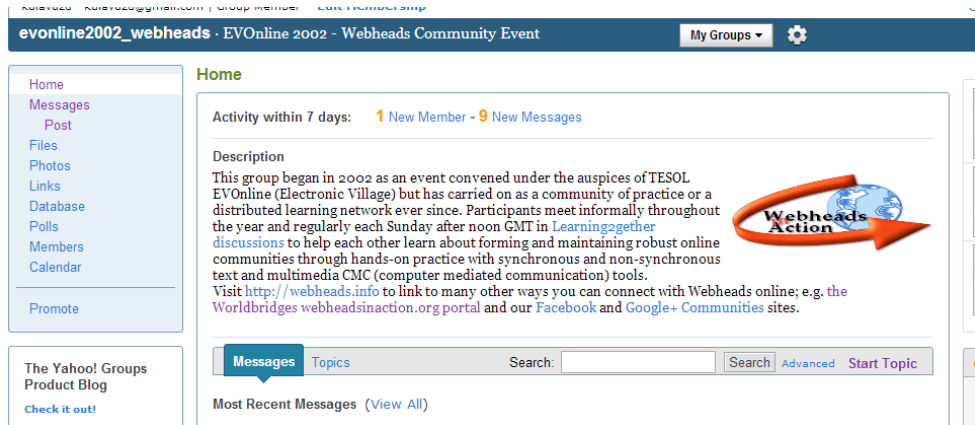 | Group Member - Edit Membership
evonline2002_webheads · EVOnline 2002 - Webheads Community Event
My Groups
Home
Messages
Post
Files
Photos
Links
Database
Polls
Members
Calendar
Promote
The Yahoo! Groups
Product Blog
Check it out!
Home
Activity within 7 days: 1 New Member - 9 New Messages
Description
This group began in 2002 as an event convened under the auspices of TESOL
EVOnline (Electronic Village) but has carried on as a community of practice or a
distributed learning network ever since. Participants meet informally throughout
the year and regularly each Sunday after noon GMT in Learning2gether
discussions to help each other learn about forming and maintaining robust online
communities through hands-on practice with synchronous and non-synchronous
text and multimedia CMC (computer mediated communication) tools.
Visit http://webheads.info to link to many other ways you can connect with Webheads online; e.g. the
Worldbridges webheadsinaction.org portal and our Facebook and Google+ Communities sites.
Webheads
in
Action
Messages Topics Search: Search Advanced Start Topic
Most Recent Messages (View All)